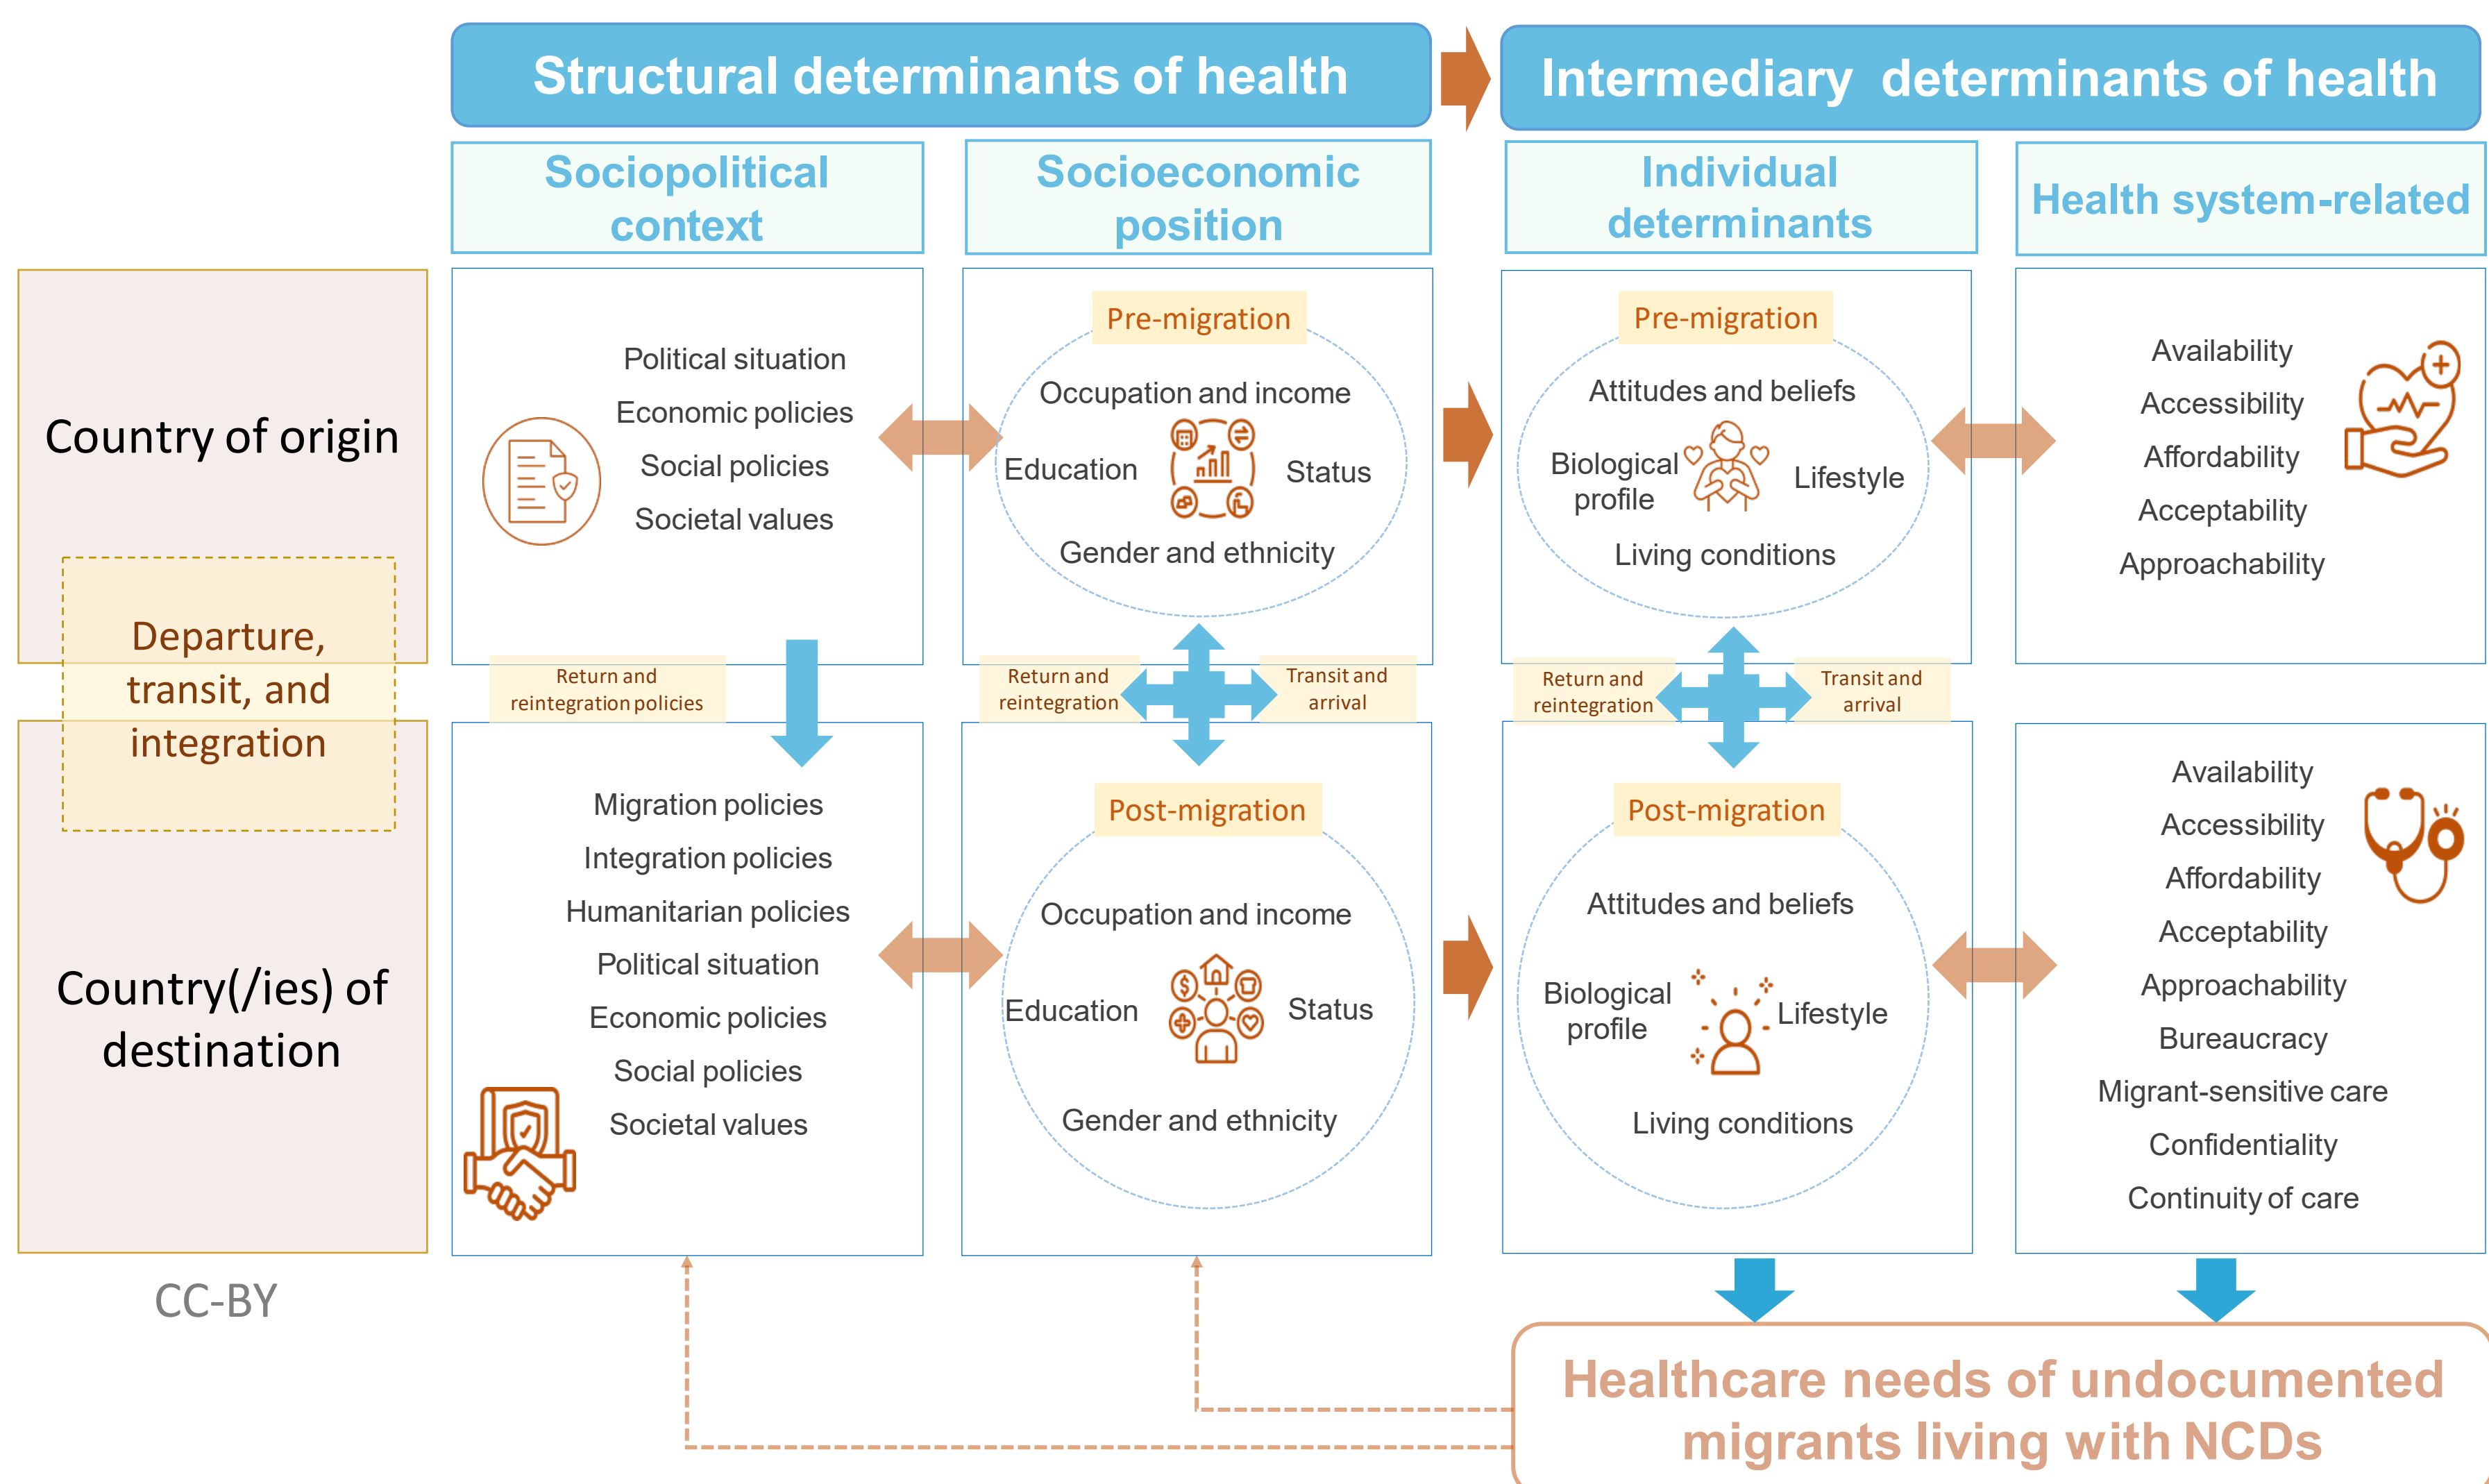 Structural determinants of health
Intermediary determinants of health
Sociopolitical
context
Socioeconomic
position
Individual
determinants
Health system-related
Country of origin
Political situation
Economic policies
Social policies
Societal values
Pre-migration
Occupation and income
Education
Status
Gender and ethnicity
Pre-migration
Attitudes and beliefs
Biological
profile
Lifestyle
Living conditions
Availability
Accessibility
Affordability
Acceptability
Approachability
Departure,
transit, and
integration
Return and
reintegration policies
Return and
reintegration
Transit and
arrival
Return and
reintegration
Transit and
arrival
Country(/ies) of
destination
Migration policies
Integration policies
Humanitarian policies
Political situation
Economic policies
Social policies
Societal values
Post-migration
Occupation and income
Education
Status
Gender and ethnicity
Post-migration
Attitudes and beliefs
Biological
profile
Lifestyle
Living conditions
Availability
Accessibility
Affordability
Acceptability
Approachability
Bureaucracy
Migrant-sensitive care
Confidentiality
Continuity of care
CC-BY
Healthcare needs of undocumented
migrants living with NCDs